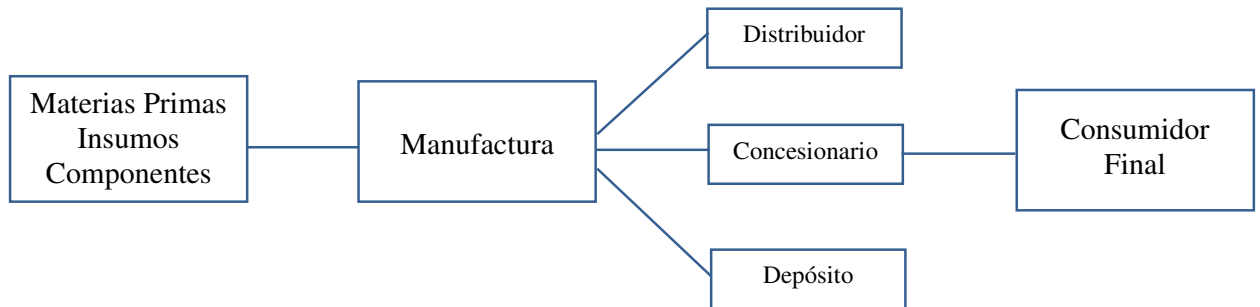 Materias Primas
Insumos
Componentes
Manufactura
Distribuidor
Concesionario
Depósito
Consumidor
Final